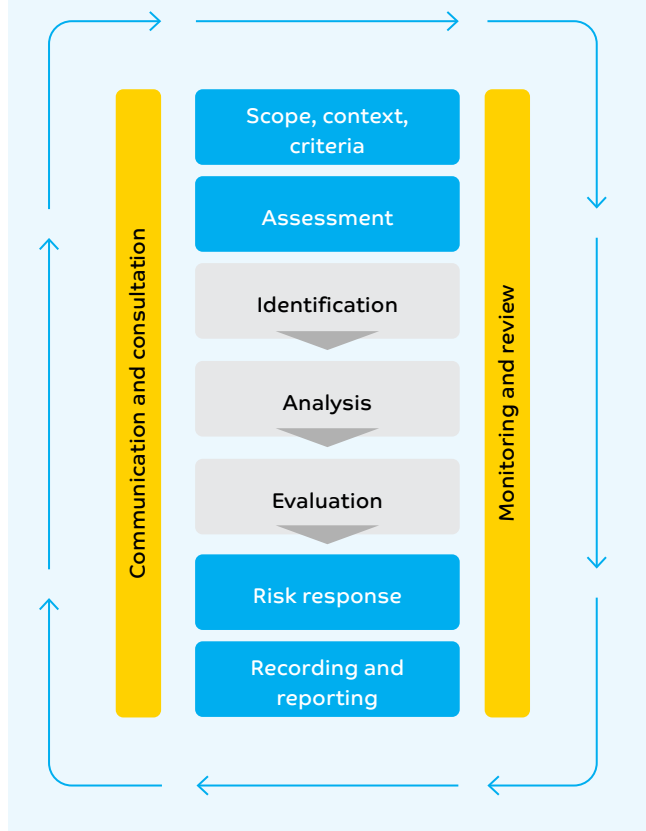 Scope, context,
criteria
Assessment
Identification
Analysis
Evaluation
Risk response
Recording and
reporting
Communication and consultation
Monitoring and review